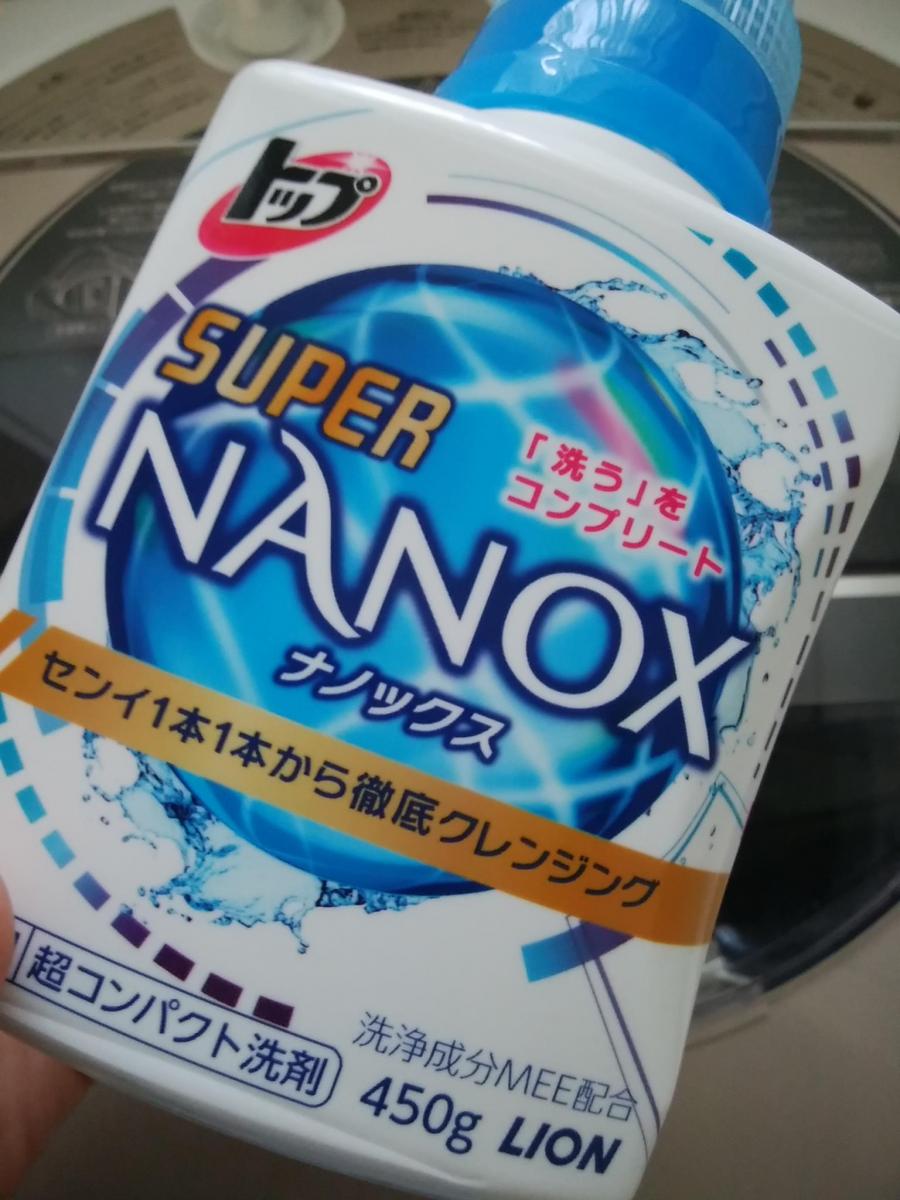 トップ
SUPER
NANOX
ナノックス
「洗う」を
コンプリート
センイ1本1本から徹底クレンジング
超コンパクト洗剤
洗浄成分MEE配合
450g LION